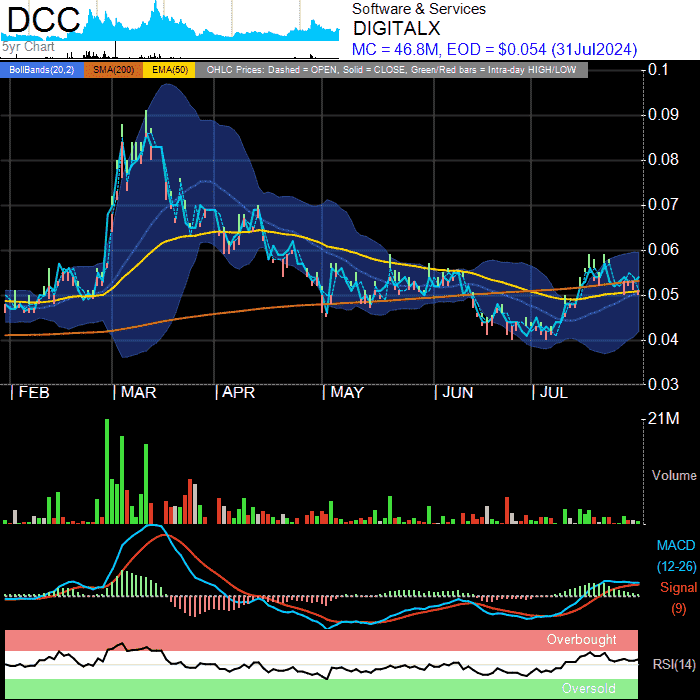 DCC
5yr Chart
Software & Services
DIGITALX
MC = 46.8M, EOD = $0.054 (31Jul2024)
BollBands(20,2) SMA(200) EMA(50) OHLC Prices: Dashed = OPEN, Solid = CLOSE, Green/Red bars = Intra-day HIGH/LOW
0.1
0.09
0.08
0.07
0.06
0.05
0.04
0.03
FEB MAR APR MAY JUN JUL
21M
Volume
MACD
(12-26)
Signal
(9)
Overbought
RSI(14)
Oversold